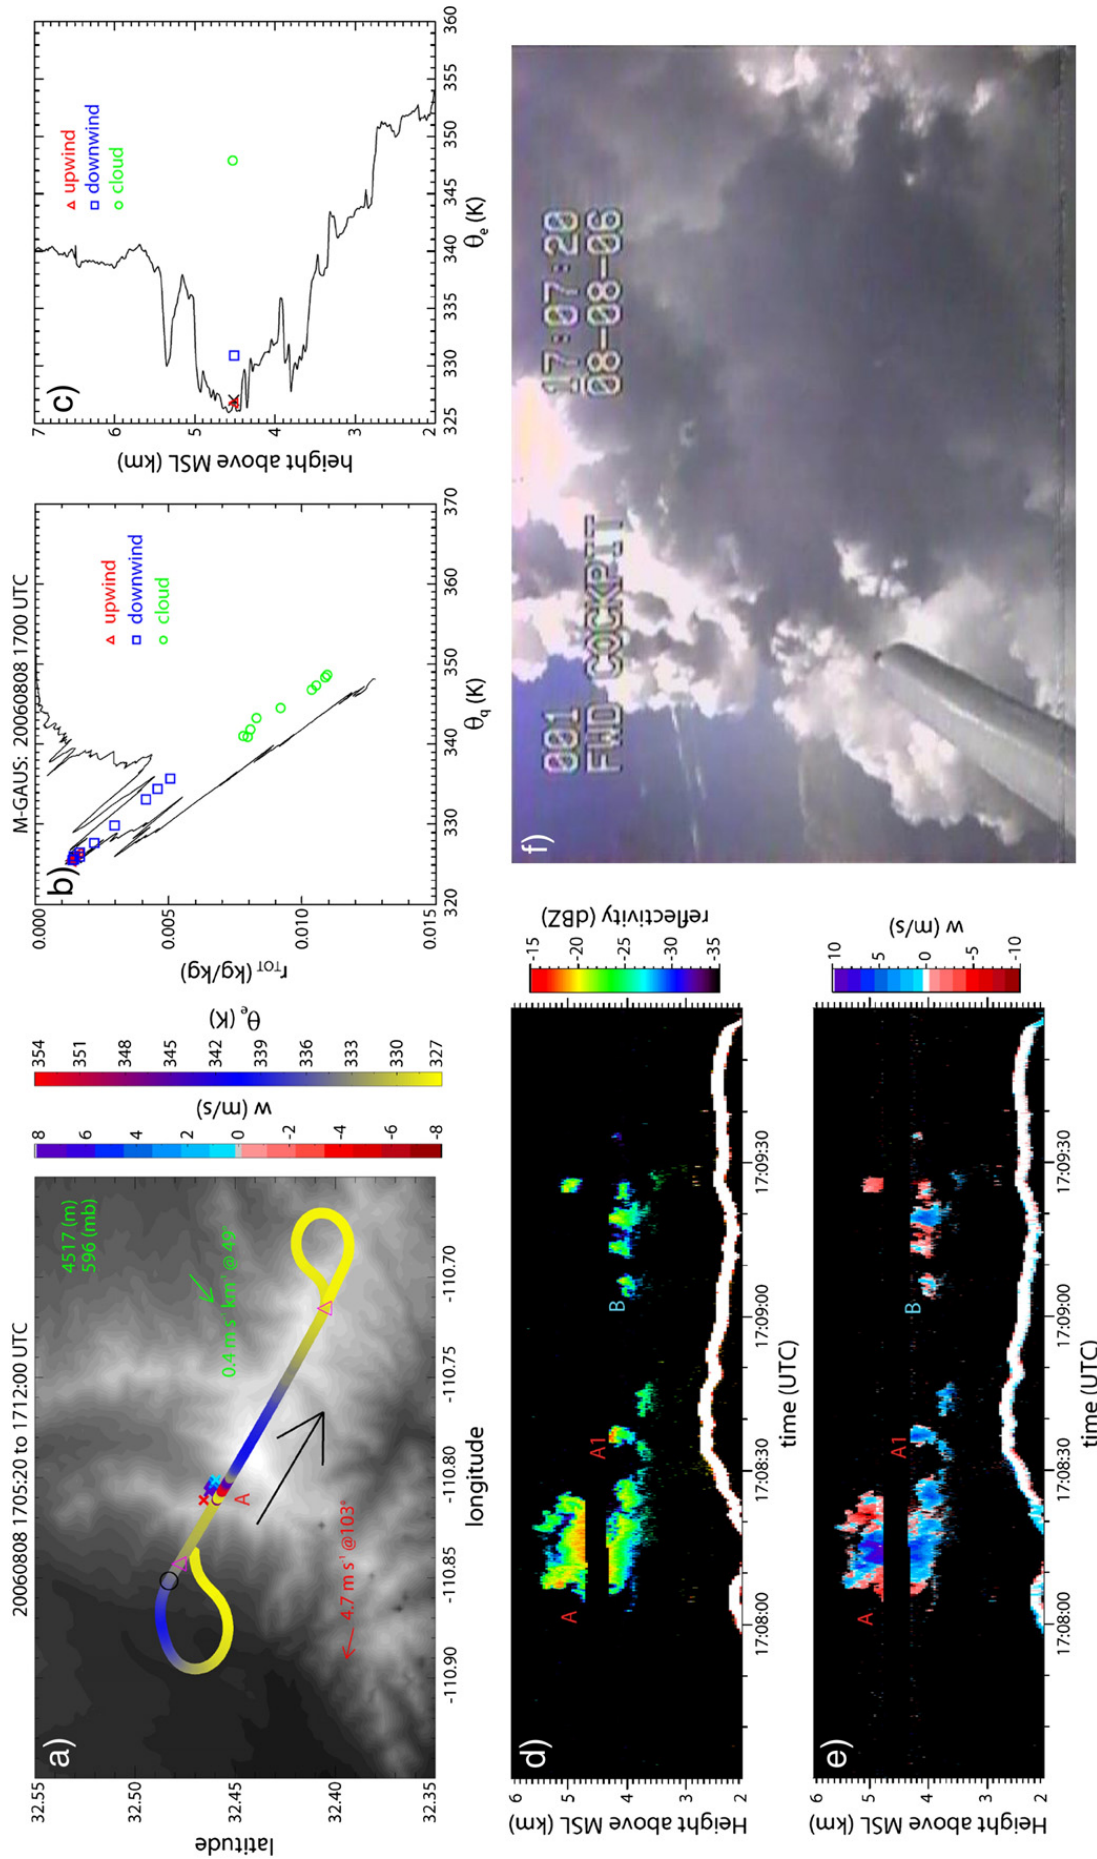 20060808 1705:20 to 1712:00 UTC
a)
4517 (m)
596 (mb)
0.4 m s⁻¹ km⁻¹ @ 49°
4.7 m s⁻¹ @103°
A
32.55
32.50
32.45
32.40
32.35
latitude
-110.90
-110.85
-110.80
-110.75
-110.70
longitude
8
6
4
2
0
-2
-4
-6
-8
w (m/s)
354
351
348
345
342
339
336
333
330
327
θe (K)
M-GAUS: 20060808 1700 UTC
b)
upwind
downwind
cloud
0.000
0.005
0.010
0.015
rTOT (kg/kg)
320
330
340
350
360
370
θq (K)
c)
upwind
downwind
cloud
7
6
5
4
3
2
height above MSL (km)
325
330
335
340
345
350
355
360
θe (K)
d)
A
A1
B
6
5
4
3
2
Height above MSL (km)
17:08:00
17:08:30
17:09:00
17:09:30
time (UTC)
-15
-20
-25
-30
-35
reflectivity (dBZ)
e)
A
A1
B
6
5
4
3
2
Height above MSL (km)
17:08:00
17:08:30
17:09:00
17:09:30
time (UTC)
10
5
0
-5
-10
w (m/s)
f)
001 17:07:20
FWD COCKPIT 08-08-06